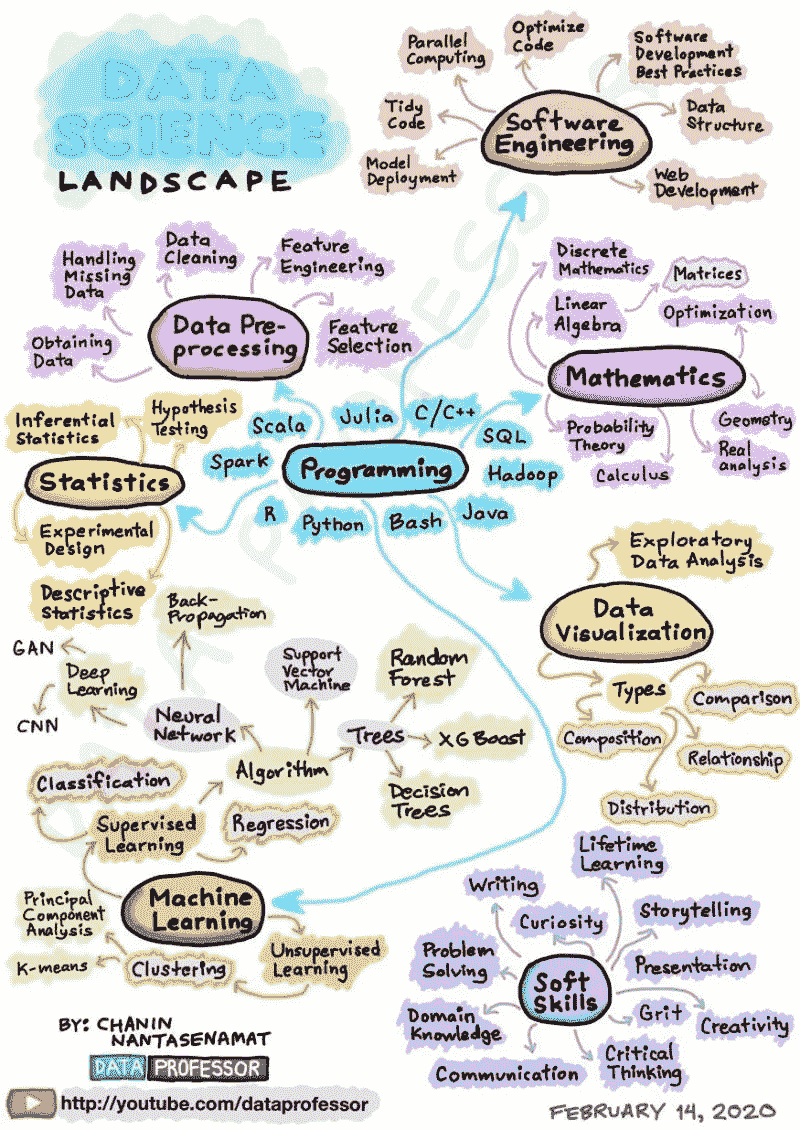 DATA
SCIENCE
LANDSCAPE
Parallel
Computing
Optimize
Code
Software
Development
Best Practices
Tidy
Code
Software
Engineering
Data
Structure
Model
Deployment
Web
Development
Handling
Missing
Data
Data
Cleaning
Feature
Engineering
Obtaining
Data
Data Pre-
processing
Feature
Selection
Discrete
Mathematics
Matrices
Linear
Algebra
Optimization
Mathematics
Probability
Theory
Calculus
Geometry
Real
analysis
Inferential
Statistics
Hypothesis
Testing
Statistics
Experimental
Design
Descriptive
Statistics
Scala
Julia
C/C++
SQL
Spark
Programming
Hadoop
R
Python
Bash
Java
Exploratory
Data Analysis
Data
Visualization
Types
Comparison
Composition
Relationship
Distribution
Back-
Propagation
GAN
Deep
Learning
CNN
Neural
Network
Support
Vector
Machine
Random
Forest
Trees
XG Boost
Algorithm
Decision
Trees
Classification
Supervised
Learning
Regression
Machine
Learning
Principal
Component
Analysis
K-means
Clustering
Unsupervised
Learning
Lifetime
Learning
Writing
Curiosity
Storytelling
Problem
Solving
Soft
Skills
Presentation
Domain
Knowledge
Grit
Creativity
Communication
Critical
Thinking
BY: CHANIN
NANTASENAMAT
DATA PROFESSOR
http://youtube.com/dataprofessor
FEBRUARY 14, 2020